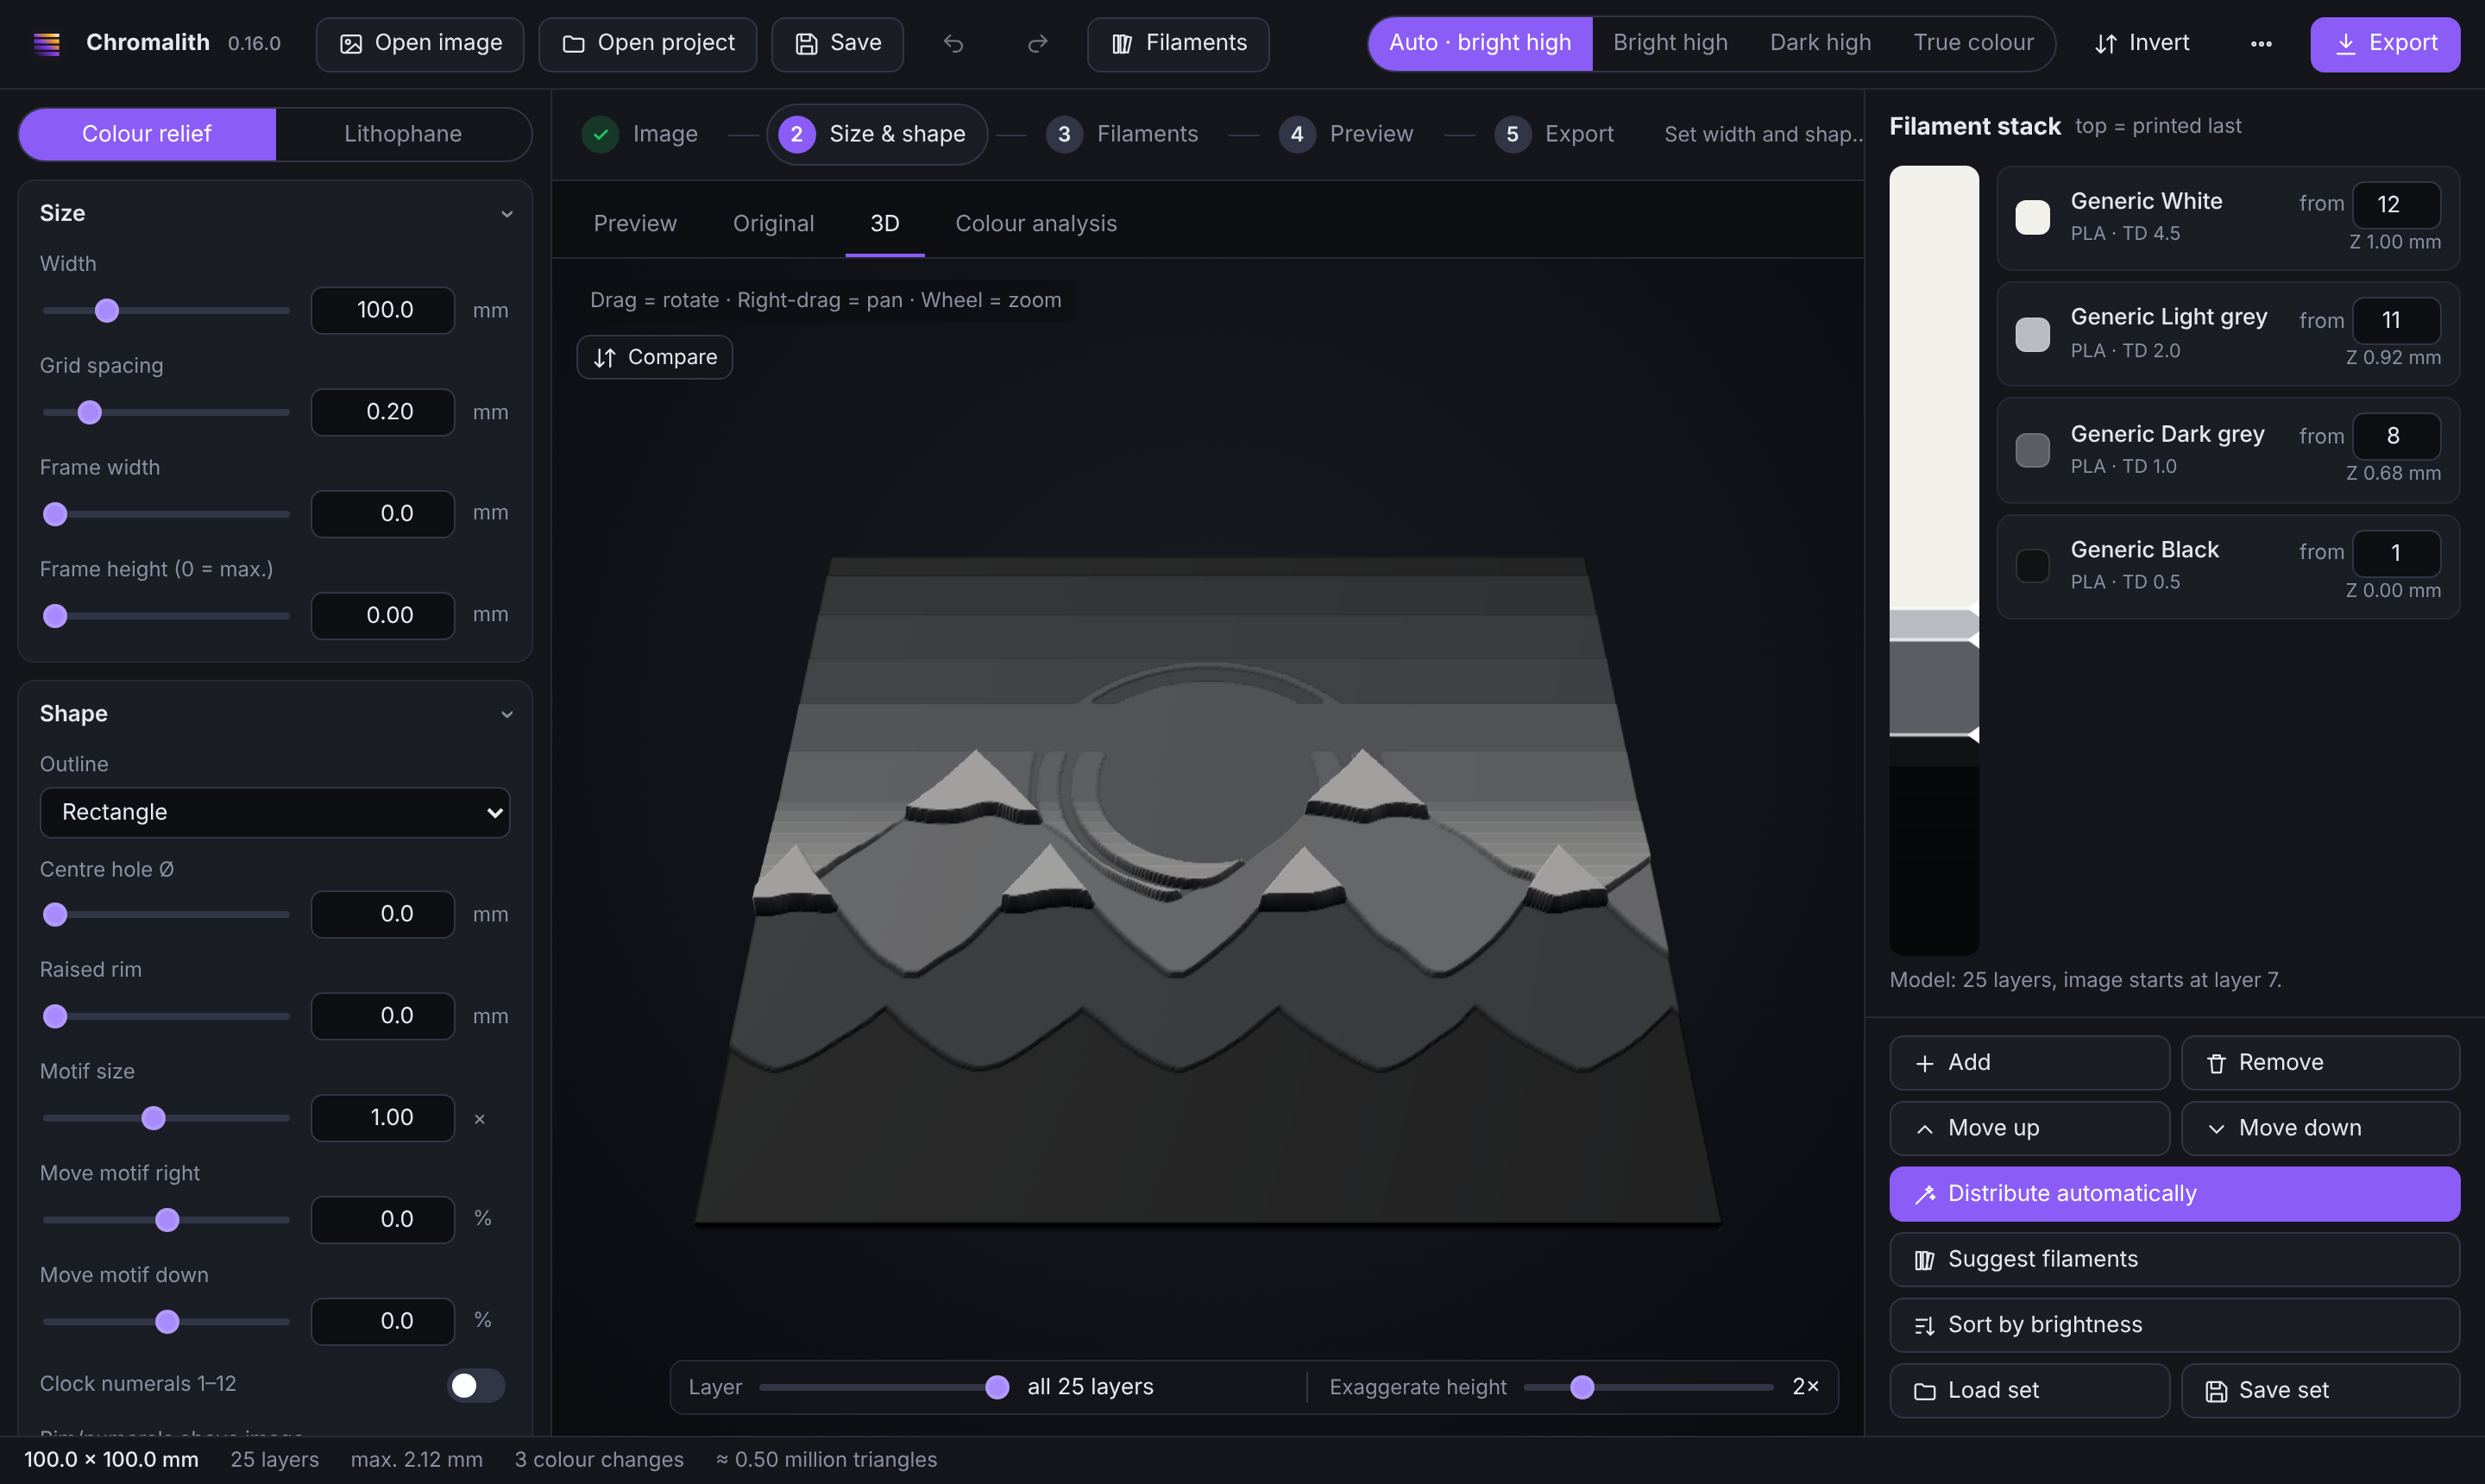 Chromalith 0.16.0 Open image Open project Save Filaments Auto · bright high Bright high Dark high True colour Invert Export
Colour relief Lithophane
Size
Width
100.0 mm
Grid spacing
0.20 mm
Frame width
0.0 mm
Frame height (0 = max.)
0.00 mm
Shape
Outline
Rectangle
Centre hole Ø
0.0 mm
Raised rim
0.0 mm
Motif size
1.00 ×
Move motif right
0.0 %
Move motif down
0.0 %
Clock numerals 1–12
Rim/numerals above image
Image 2 Size & shape 3 Filaments 4 Preview 5 Export Set width and shap..
Preview Original 3D Colour analysis
Drag = rotate · Right-drag = pan · Wheel = zoom
Compare
Layer all 25 layers Exaggerate height 2×
Filament stack top = printed last
Generic White from 12
PLA · TD 4.5 Z 1.00 mm
Generic Light grey from 11
PLA · TD 2.0 Z 0.92 mm
Generic Dark grey from 8
PLA · TD 1.0 Z 0.68 mm
Generic Black from 1
PLA · TD 0.5 Z 0.00 mm
Model: 25 layers, image starts at layer 7.
Add Remove
Move up Move down
Distribute automatically
Suggest filaments
Sort by brightness
Load set Save set
100.0 × 100.0 mm 25 layers max. 2.12 mm 3 colour changes ≈ 0.50 million triangles